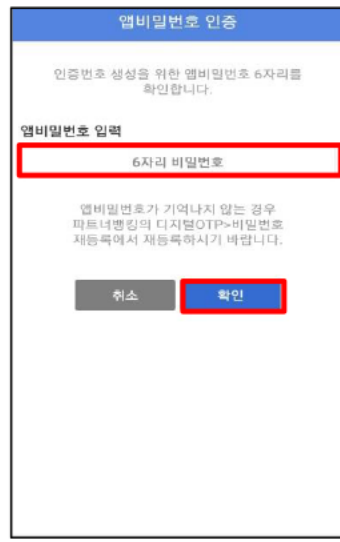 앱비밀번호 인증
인증번호 생성을 위한 앱비밀번호 6자리를
확인합니다.
앱비밀번호 입력
6자리 비밀번호
앱비밀번호가 기억나지 않는 경우
파트너뱅킹의 디지털OTP>비밀번호
재등록에서 재등록하시기 바랍니다.
취소 확인